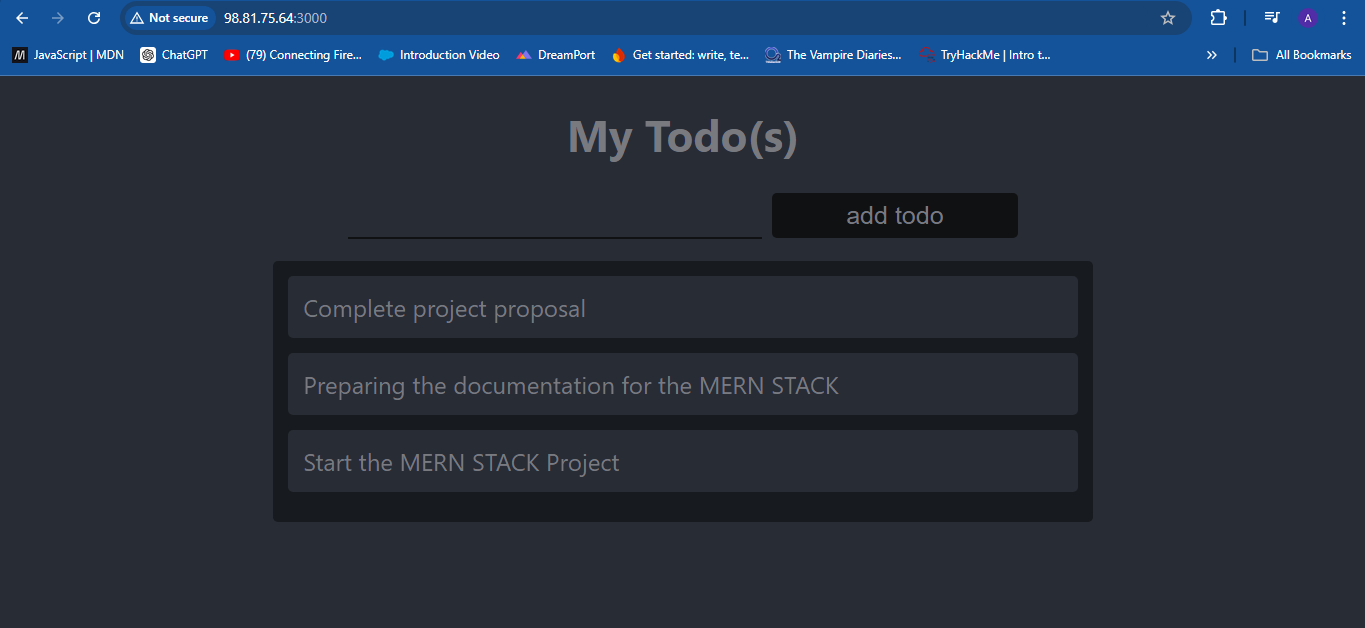 Not secure 98.81.75.64:3000
A
JavaScript | MDN ChatGPT (79) Connecting Fire... Introduction Video DreamPort Get started: write, te... The Vampire Diaries... TryHackMe | Intro t... » All Bookmarks
My Todo(s)
add todo
Complete project proposal
Preparing the documentation for the MERN STACK
Start the MERN STACK Project